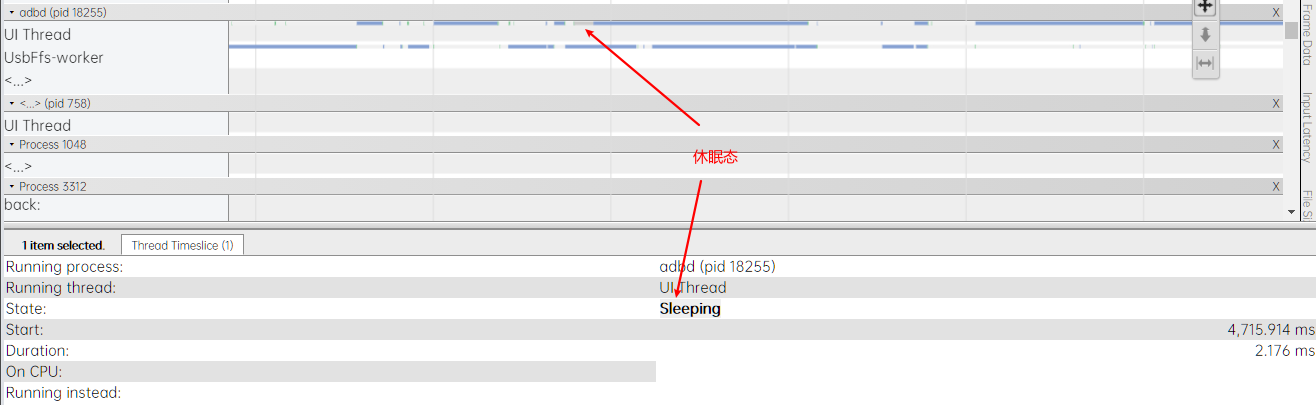 adbd (pid 18255) X
UI Thread
UsbFfs-worker
<...>
<...> (pid 758) X
UI Thread
Process 1048 X
<...>
Process 3312 X
back:
Frame Data
Input Latency
File Si
休眠态
1 item selected. Thread Timeslice (1)
Running process: adbd (pid 18255)
Running thread: UI Thread
State: Sleeping
Start: 4,715.914 ms
Duration: 2.176 ms
On CPU:
Running instead: